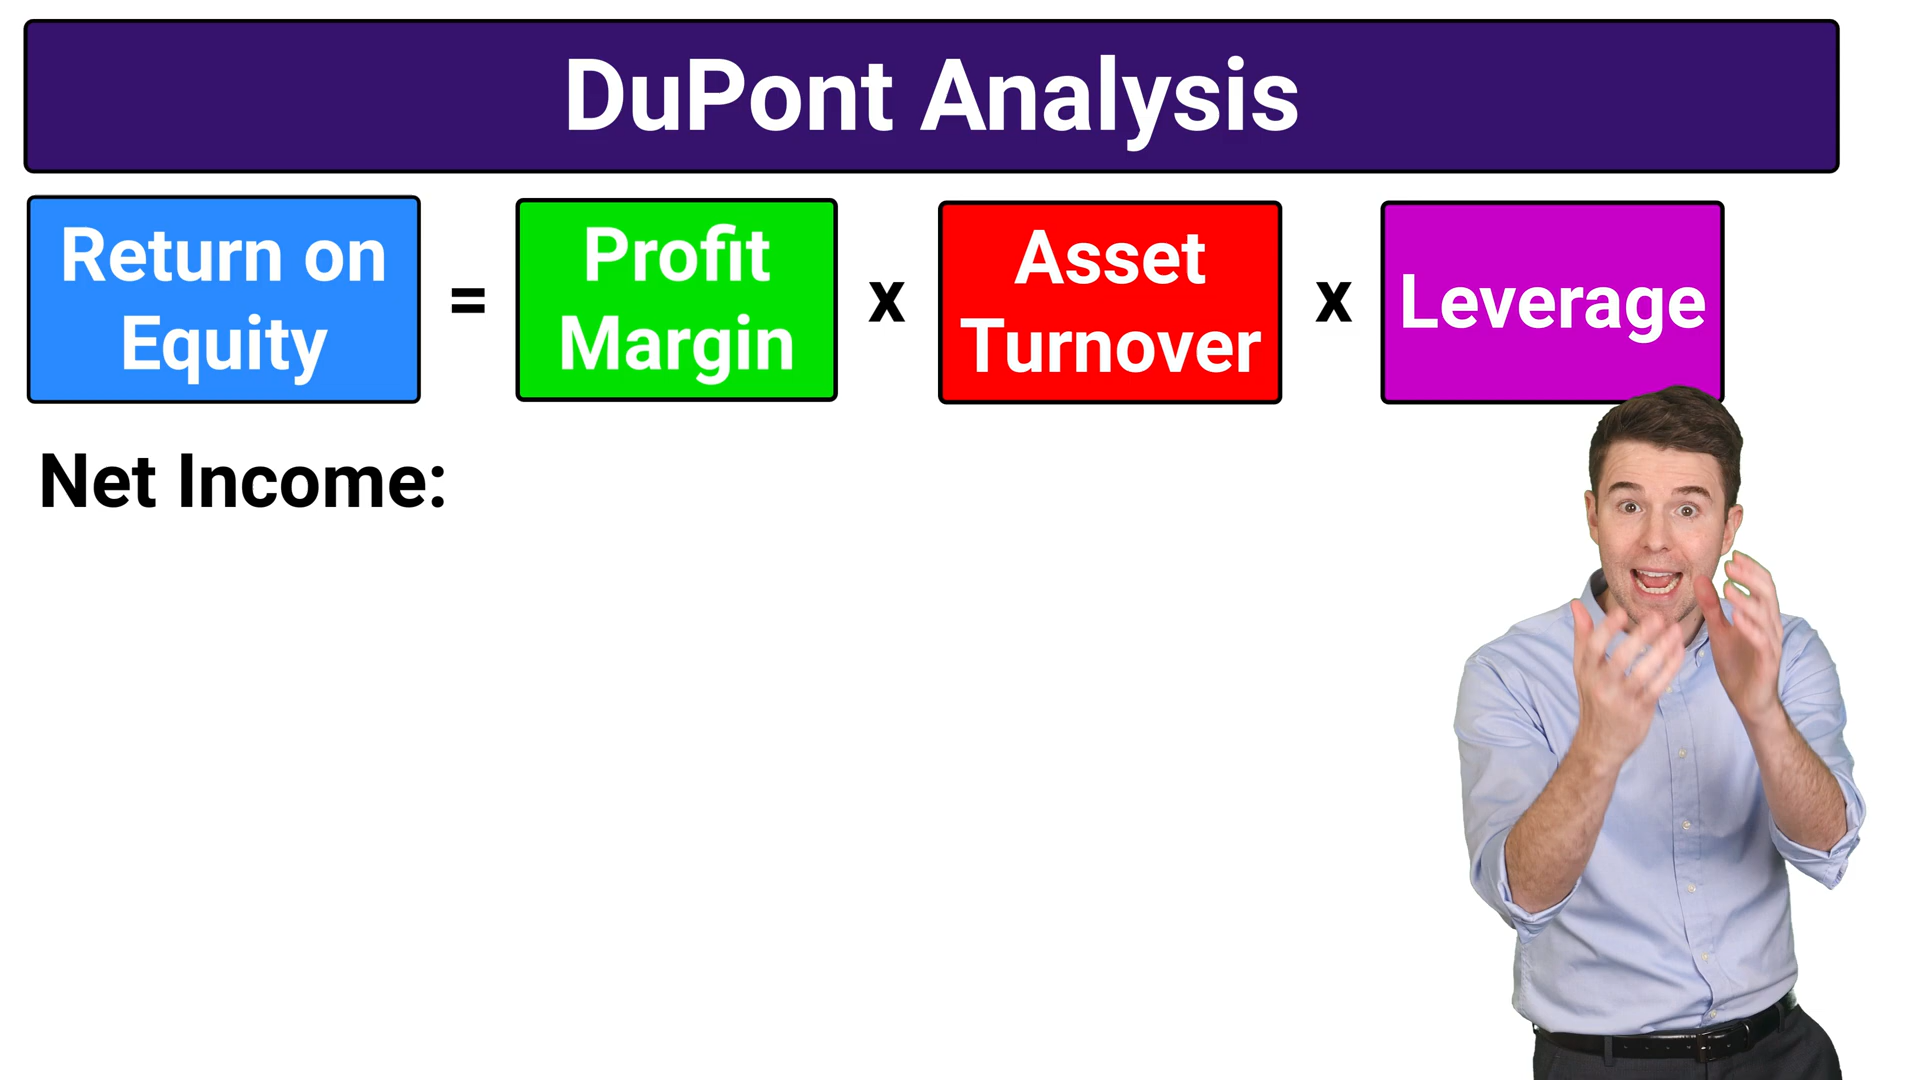 DuPont Analysis
Return on
Equity
=
Profit
Margin
x
Asset
Turnover
x
Leverage
Net Income: